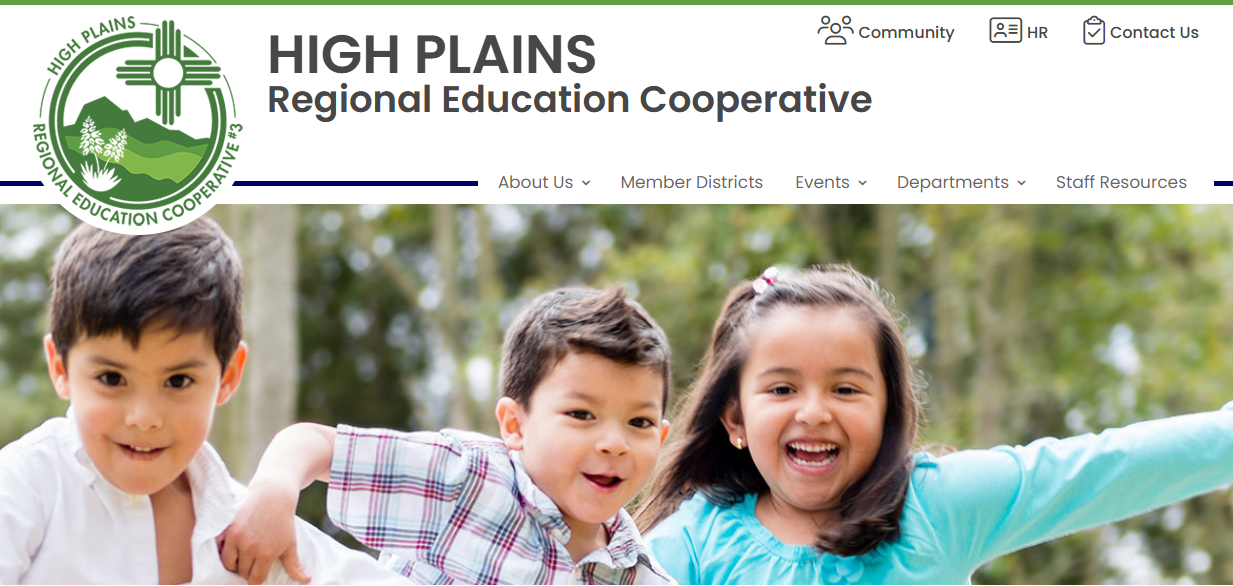 HIGH PLAINS
REGIONAL EDUCATION COOPERATIVE #3
HIGH PLAINS
Regional Education Cooperative
Community
HR
Contact Us
About Us
Member Districts
Events
Departments
Staff Resources